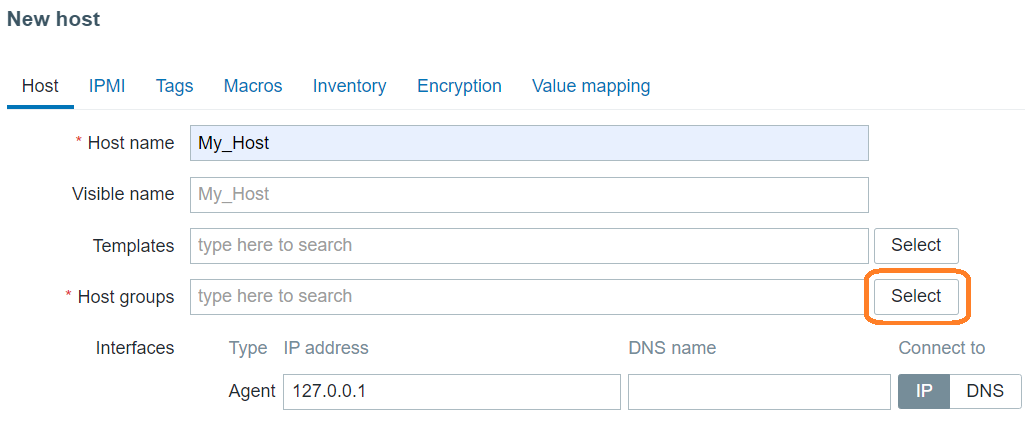 New host
Host IPMI Tags Macros Inventory Encryption Value mapping
* Host name My_Host
Visible name My_Host
Templates type here to search Select
* Host groups type here to search Select
Interfaces Type IP address DNS name Connect to
Agent 127.0.0.1 IP DNS